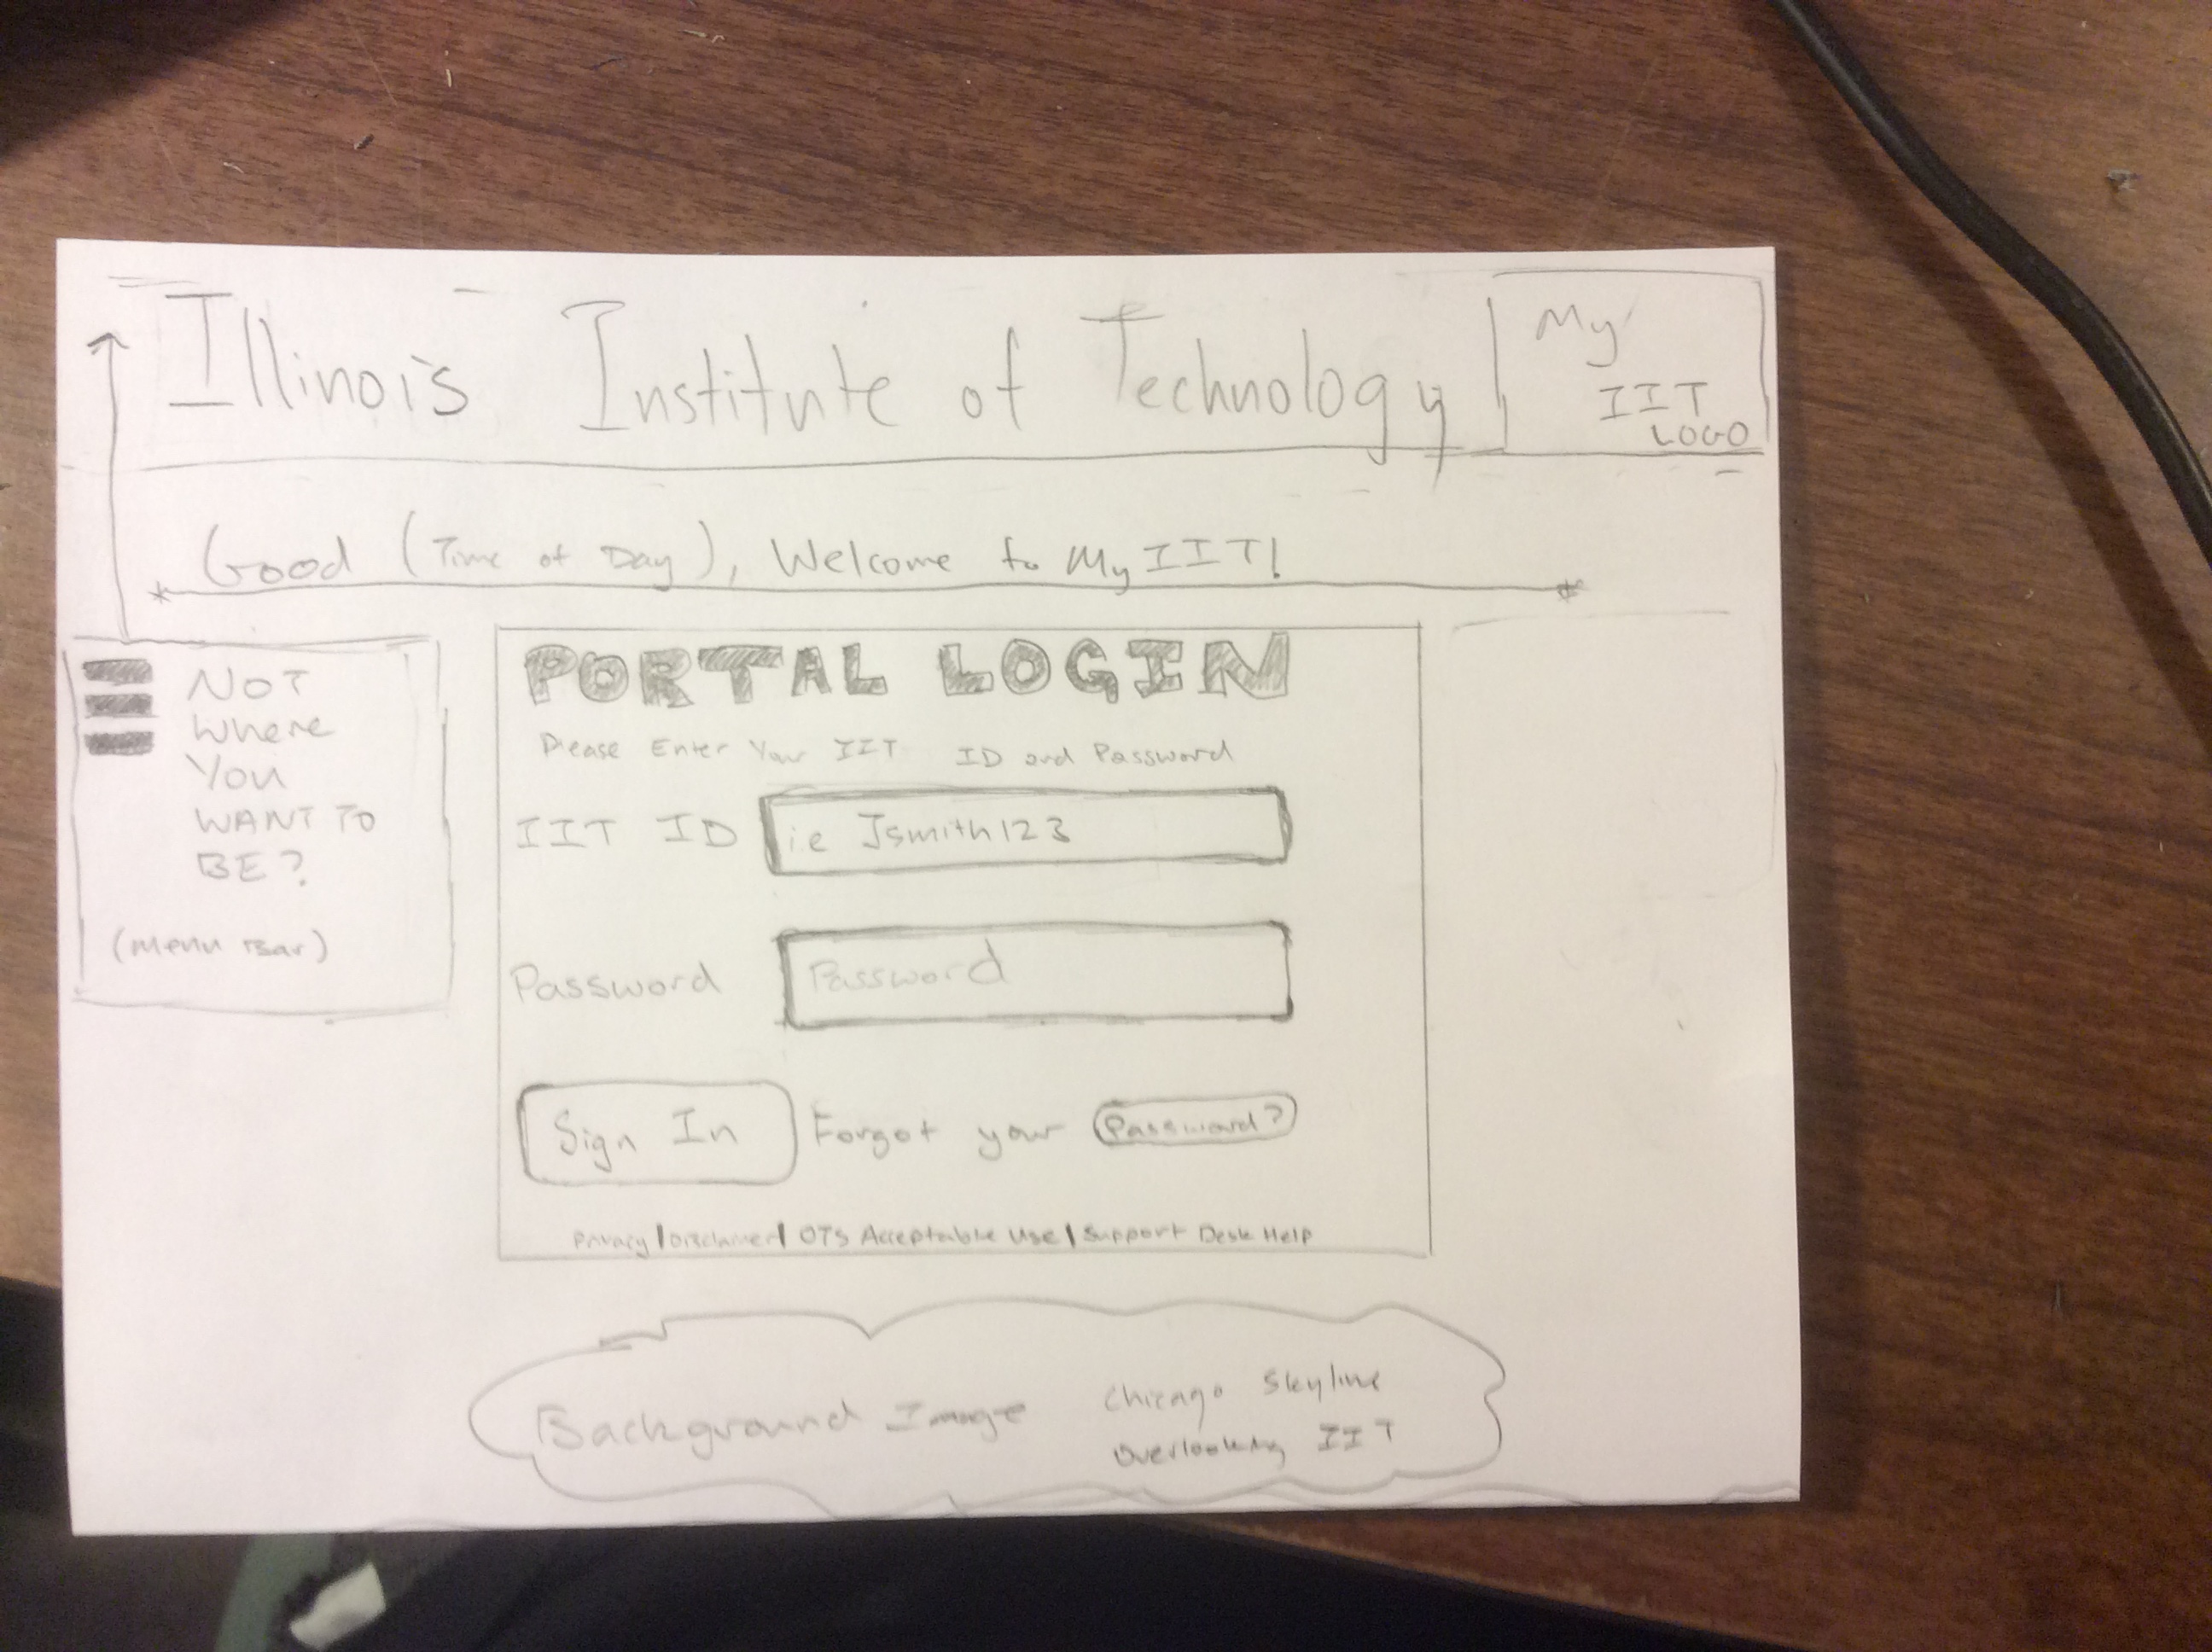 Illinois Institute of Technology
My
IIT
LOGO
Good (Time of Day), Welcome to My IIT!
NOT
Where
You
WANT TO
BE?
(Menu Bar)
PORTAL LOGIN
Please Enter Your IIT ID and Password
IIT ID
i.e Jsmith123
Password
Password
Sign In
Forgot your Password?
Privacy | Disclaimer | OTS Acceptable Use | Support Desk Help
Background Image
Chicago Skyline
Overlooking IIT